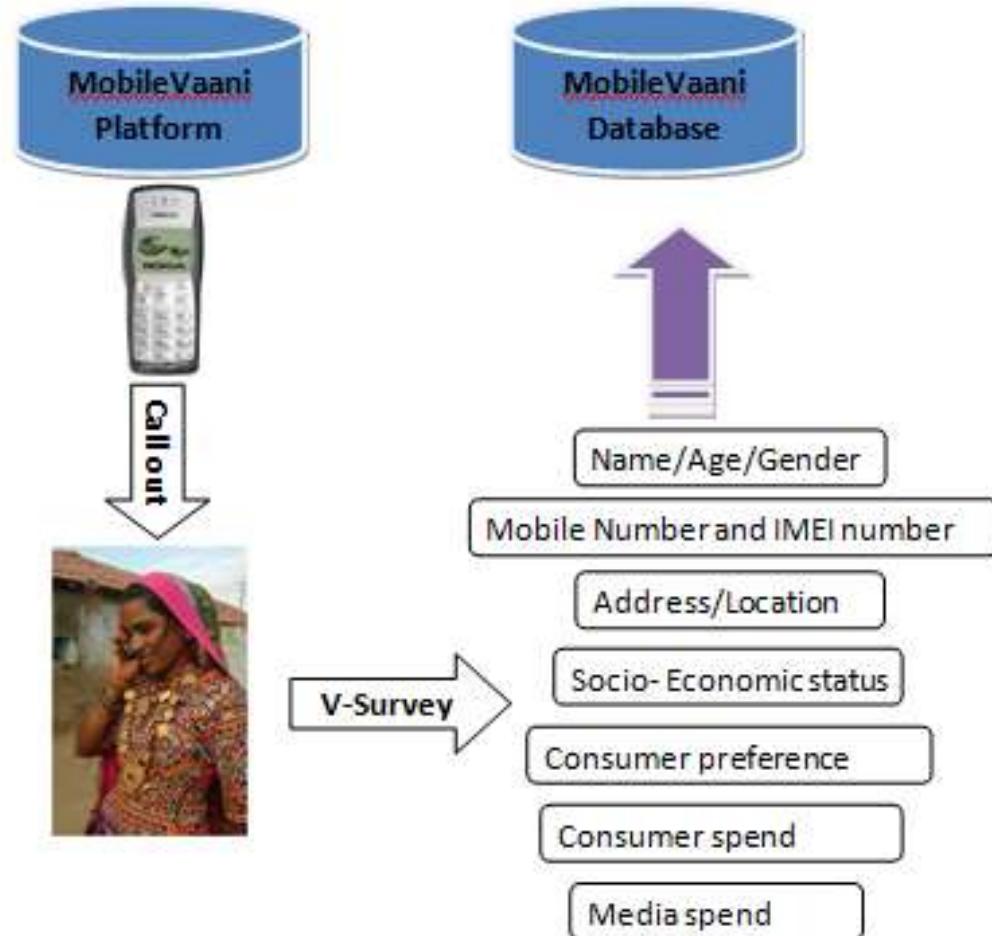 MobileVaani
Platform
MobileVaani
Database
NOKIA
Call out
V-Survey
Name/Age/Gender
Mobile Number and IMEI number
Address/Location
Socio- Economic status
Consumer preference
Consumer spend
Media spend